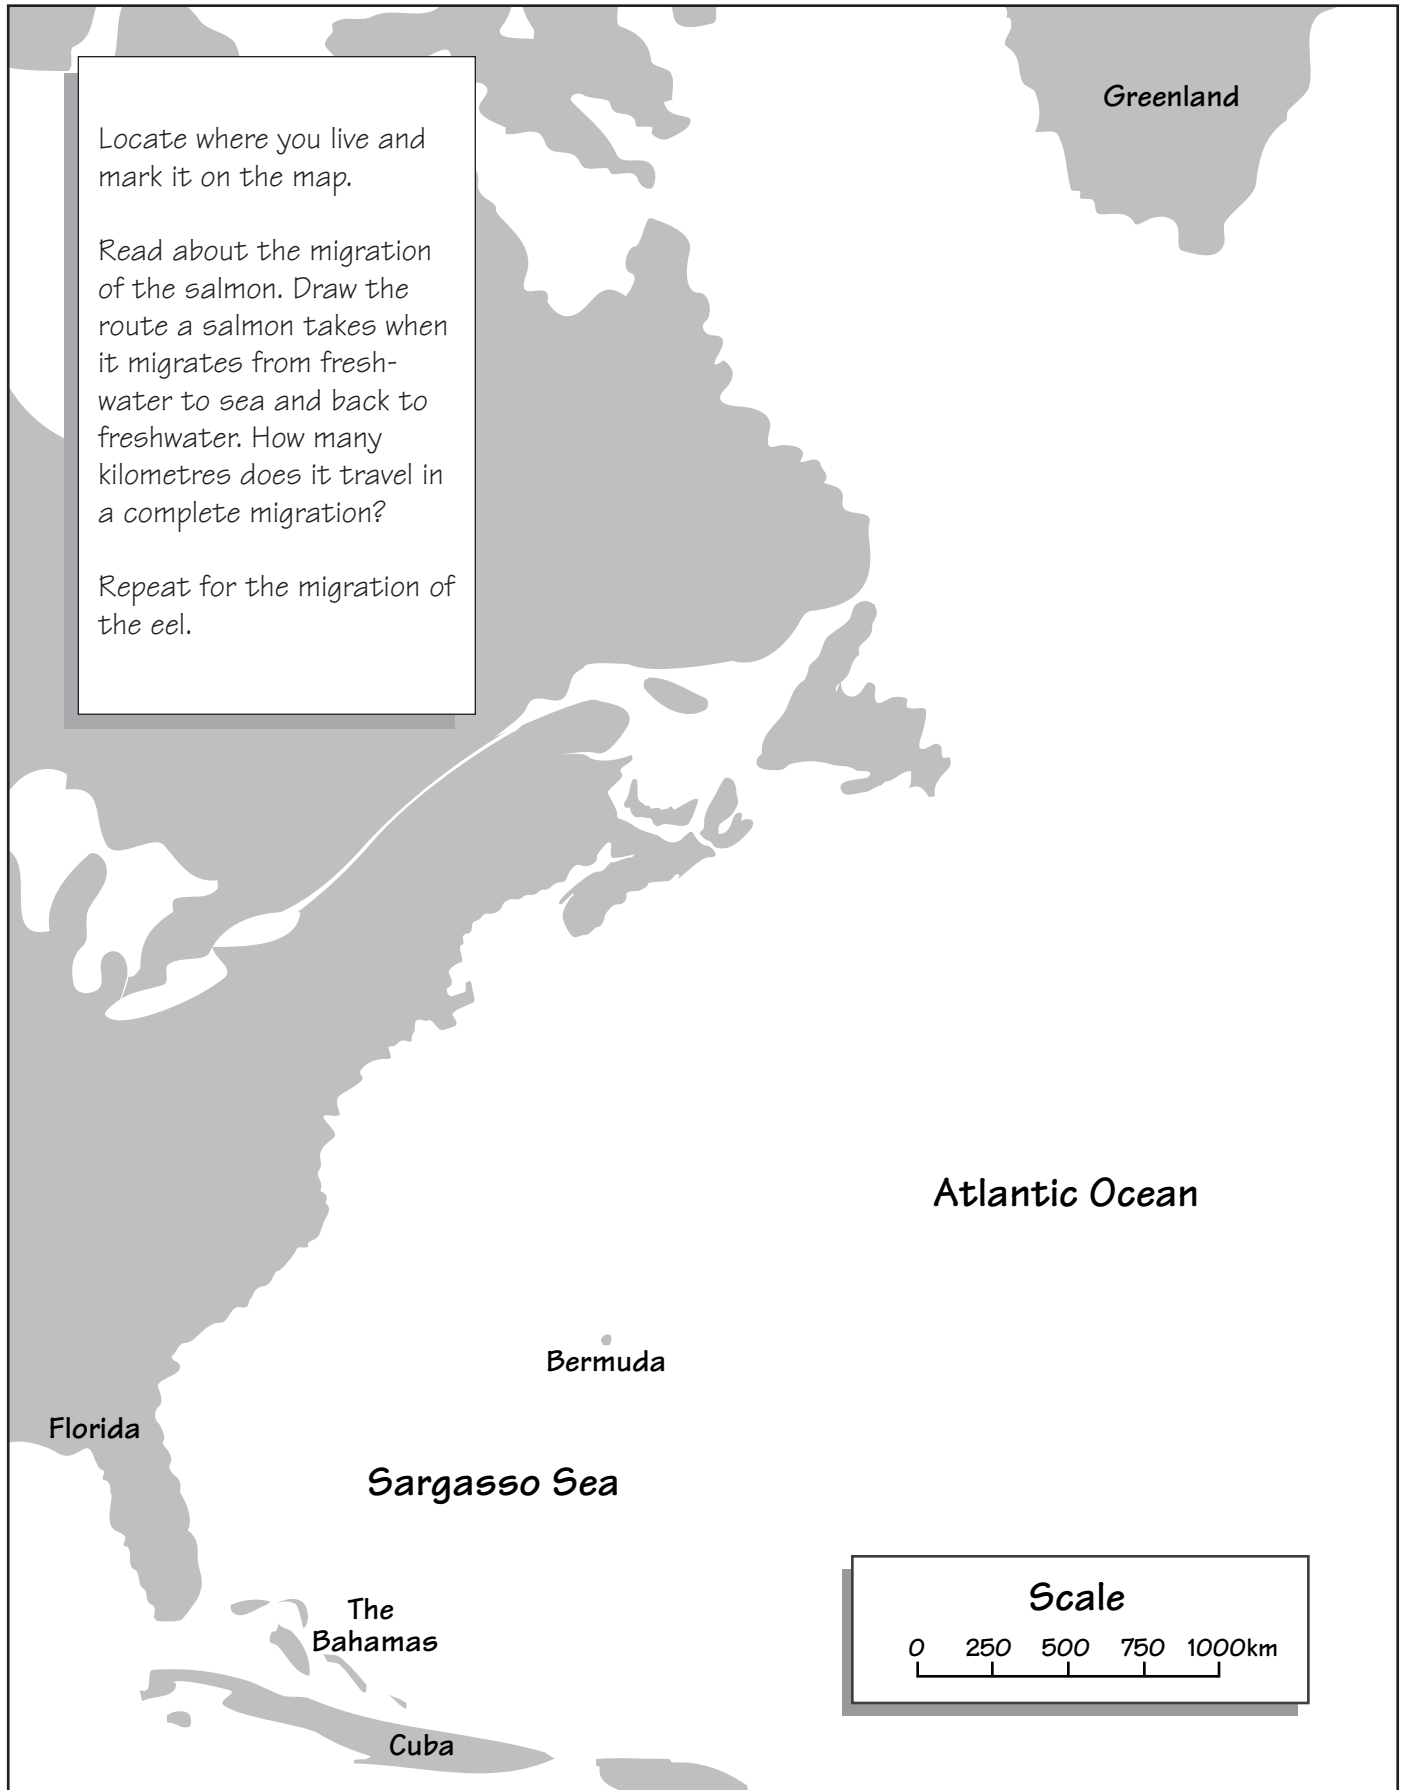 Greenland
Locate where you live and
mark it on the map.
Read about the migration
of the salmon. Draw the
route a salmon takes when
it migrates from fresh-
water to sea and back to
freshwater. How many
kilometres does it travel in
a complete migration?
Repeat for the migration of
the eel.
Atlantic Ocean
Bermuda
Florida
Sargasso Sea
The
Bahamas
Cuba
Scale
0 250 500 750 1000km